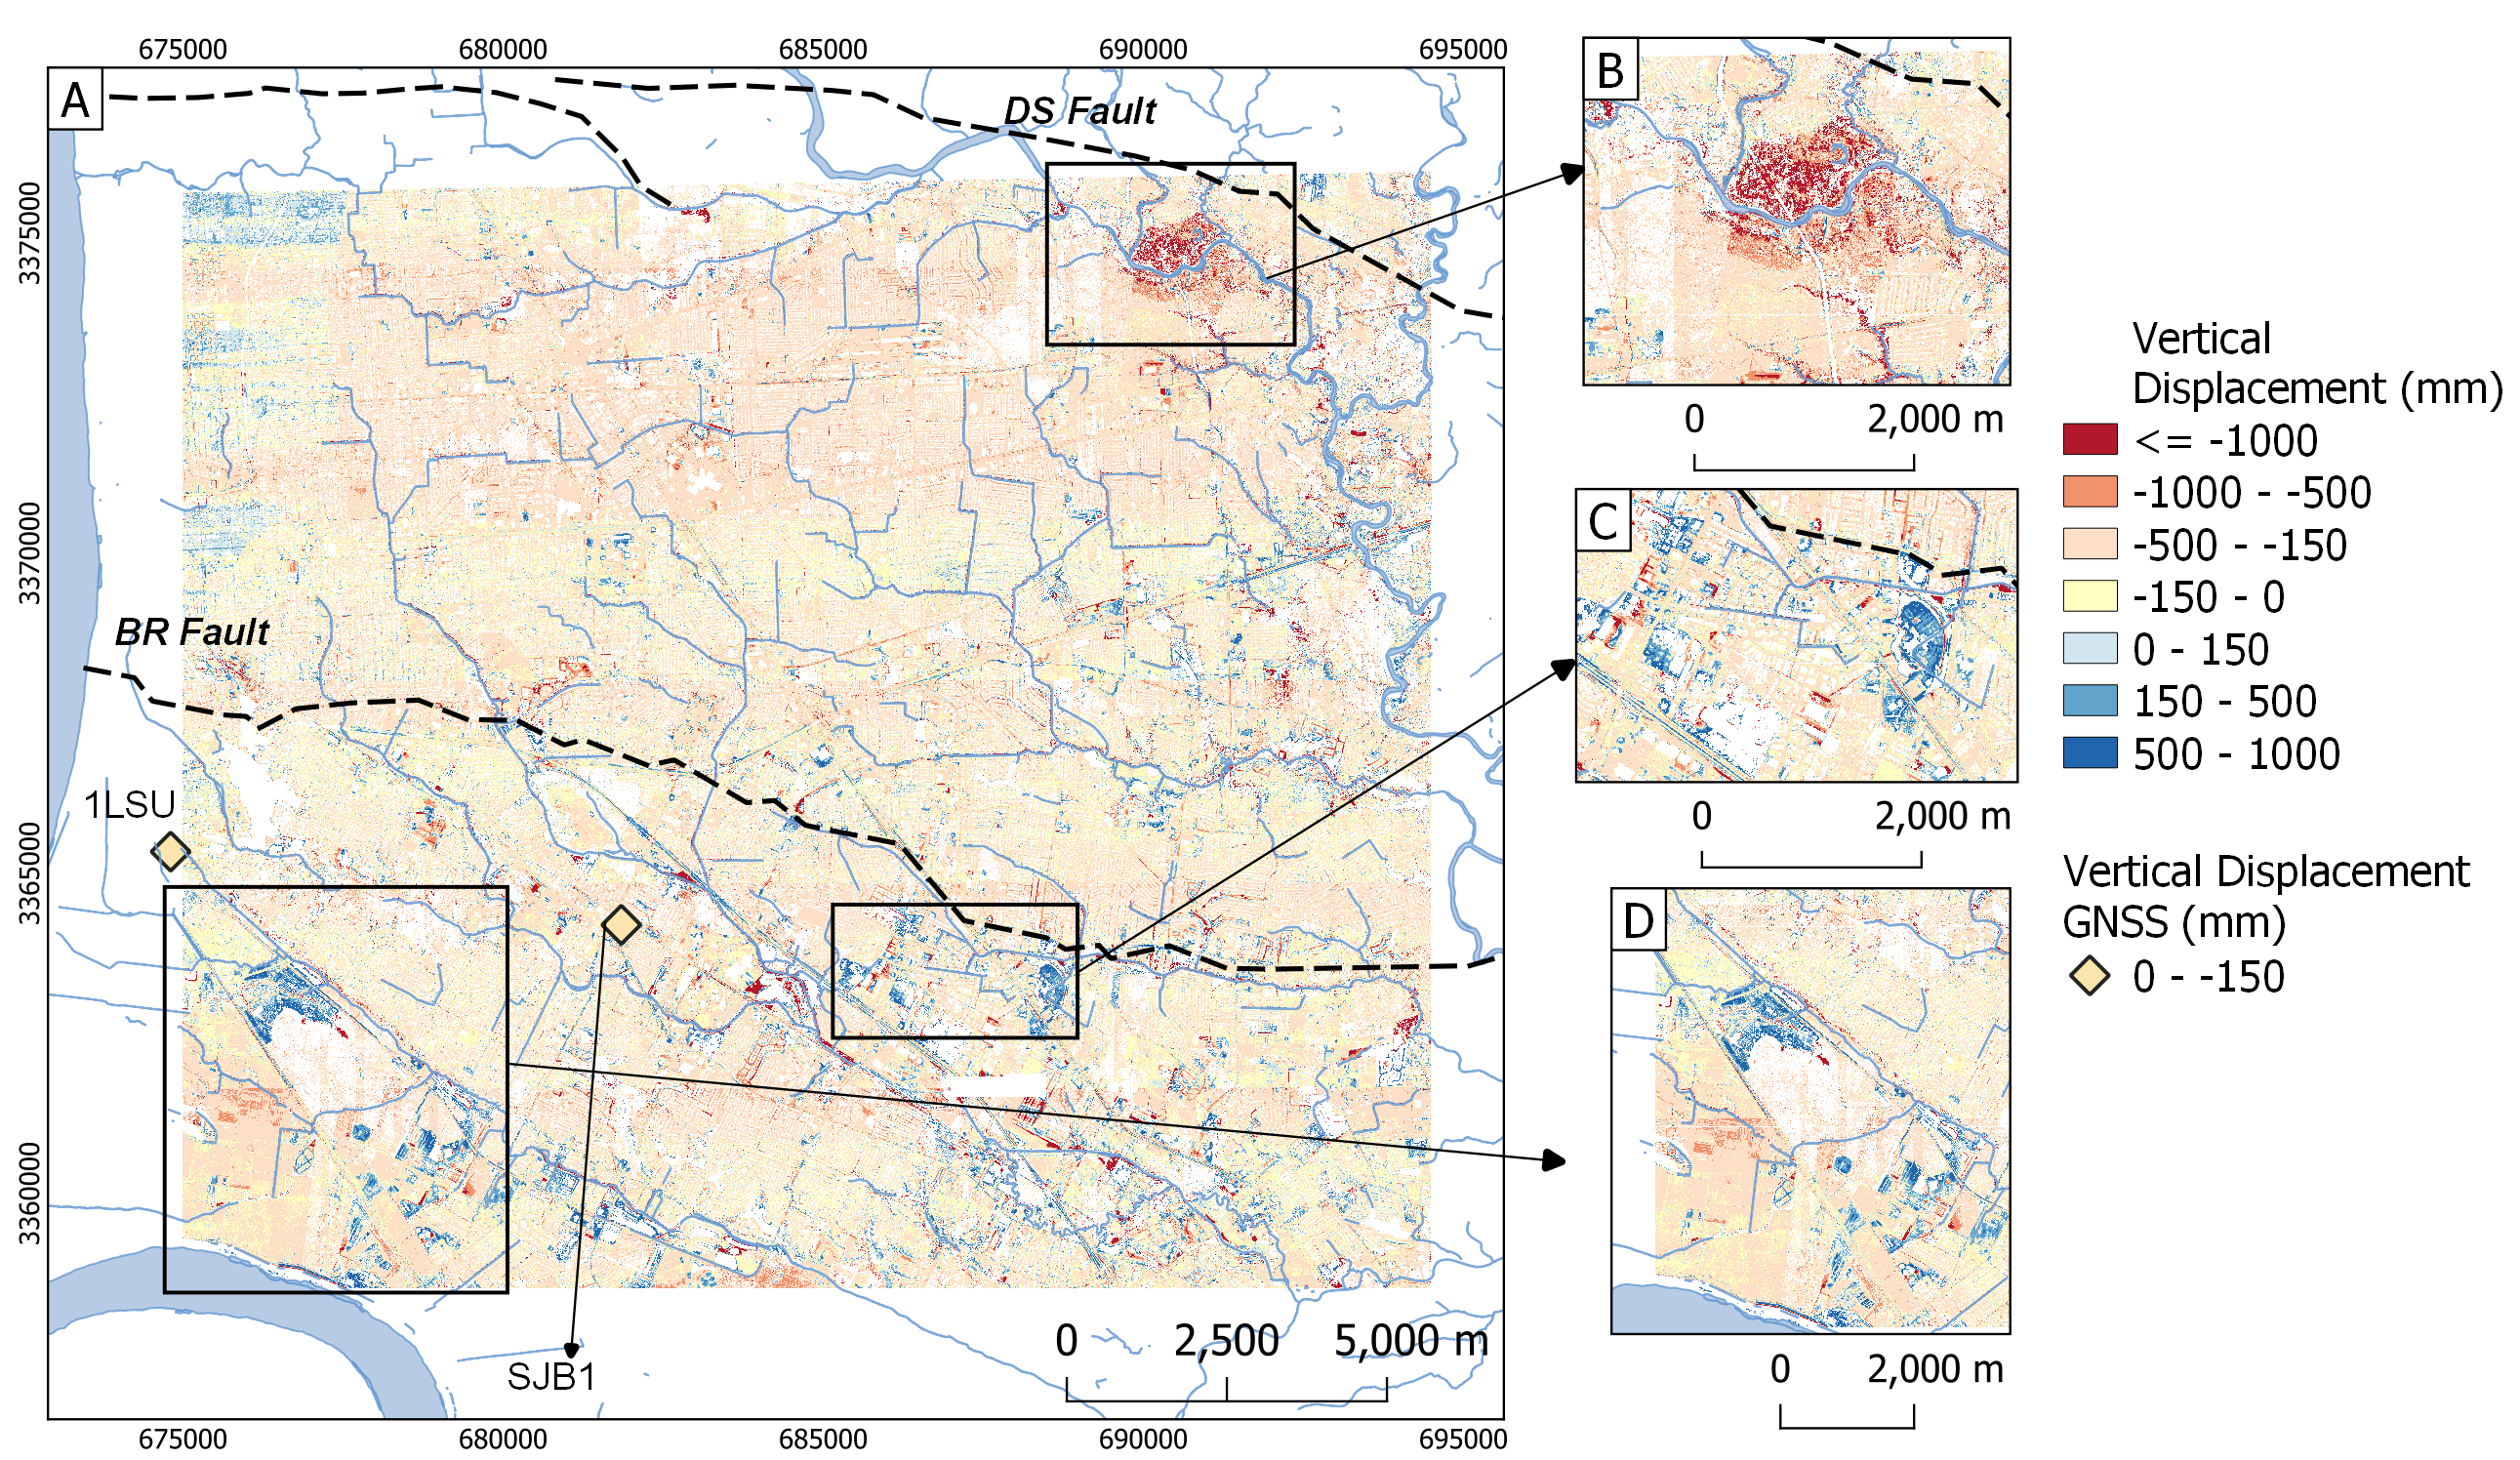 675000 680000 685000 690000 695000
A
DS Fault
3375000
3370000
BR Fault
1LSU
3365000
3360000
SJB1
0 2,500 5,000 m
675000 680000 685000 690000 695000
B
0 2,000 m
C
0 2,000 m
D
0 2,000 m
Vertical
Displacement (mm)
<= -1000
-1000 - -500
-500 - -150
-150 - 0
0 - 150
150 - 500
500 - 1000
Vertical Displacement
GNSS (mm)
0 - -150